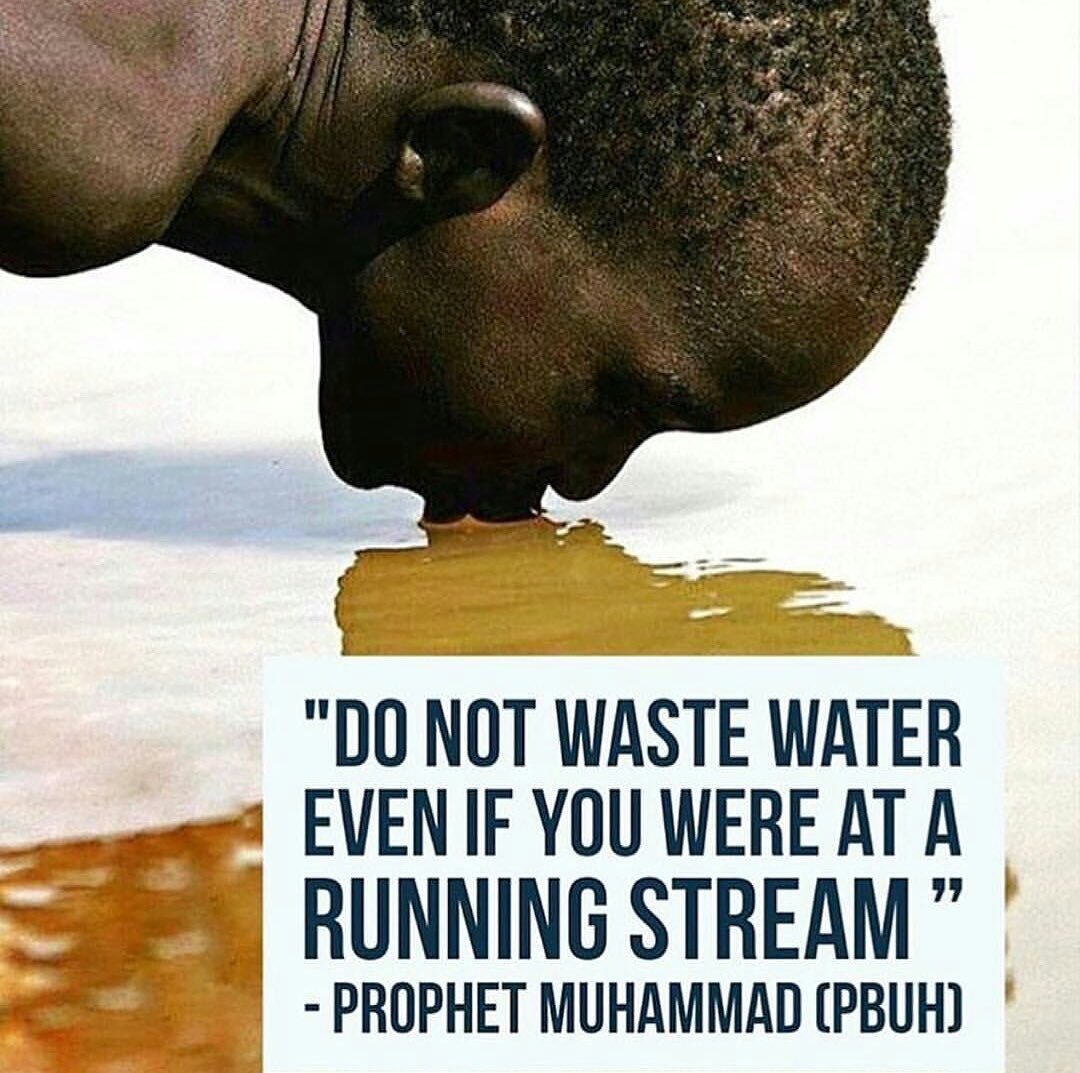 "DO NOT WASTE WATER
EVEN IF YOU WERE AT A
RUNNING STREAM ”
- PROPHET MUHAMMAD (PBUH)